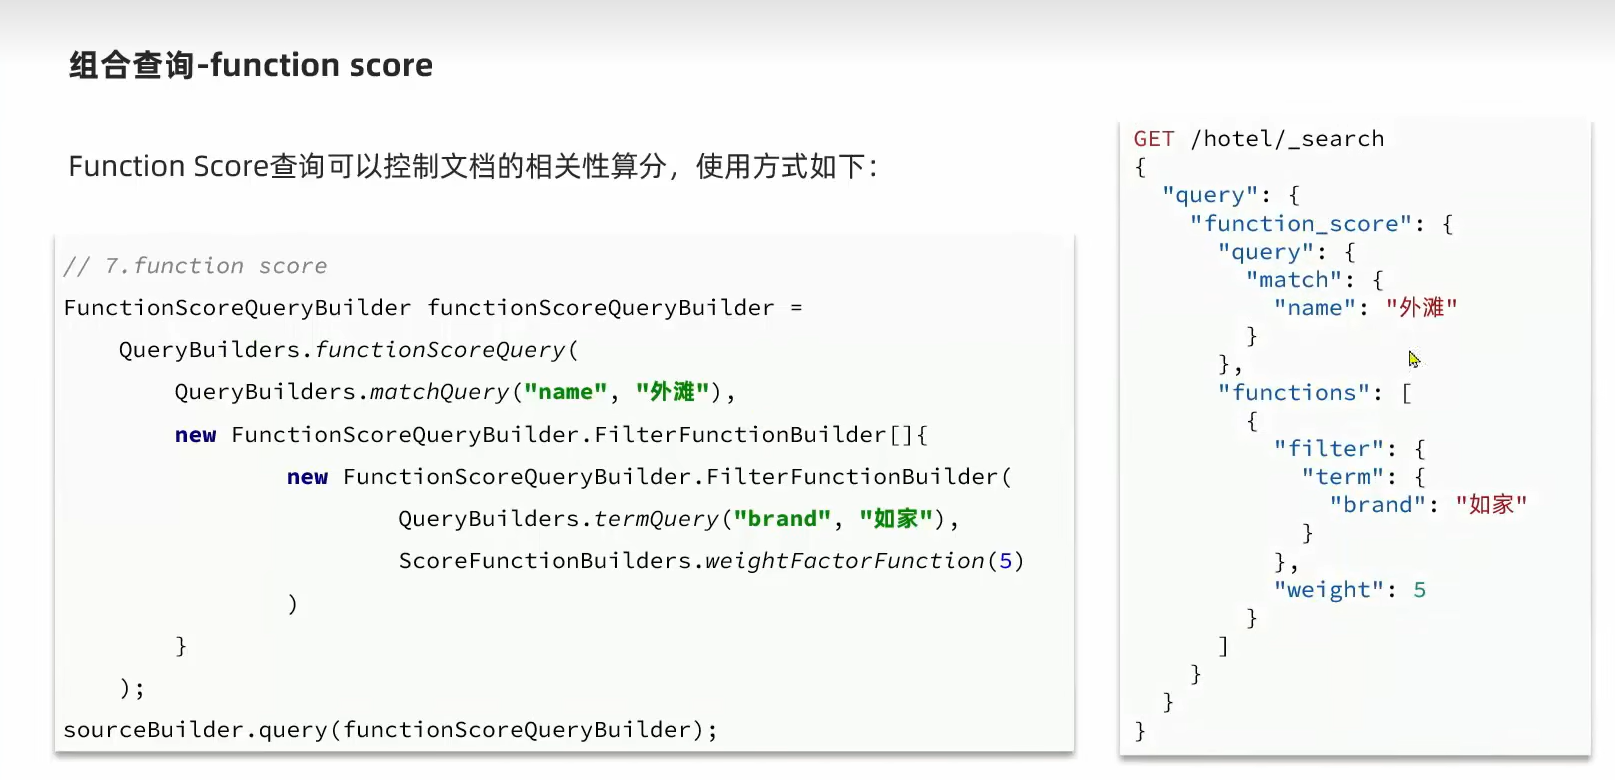 组合查询-function score
Function Score查询可以控制文档的相关性算分，使用方式如下：
// 7.function score
FunctionScoreQueryBuilder functionScoreQueryBuilder =
    QueryBuilders.functionScoreQuery(
        QueryBuilders.matchQuery("name", "外滩"),
        new FunctionScoreQueryBuilder.FilterFunctionBuilder[]{
                new FunctionScoreQueryBuilder.FilterFunctionBuilder(
                        QueryBuilders.termQuery("brand", "如家"),
                        ScoreFunctionBuilders.weightFactorFunction(5)
                )
        }
    );
sourceBuilder.query(functionScoreQueryBuilder);
GET /hotel/_search
{
  "query": {
    "function_score": {
      "query": {
        "match": {
          "name": "外滩"
        }
      },
      "functions": [
        {
          "filter": {
            "term": {
              "brand": "如家"
            }
          },
          "weight": 5
        }
      ]
    }
  }
}